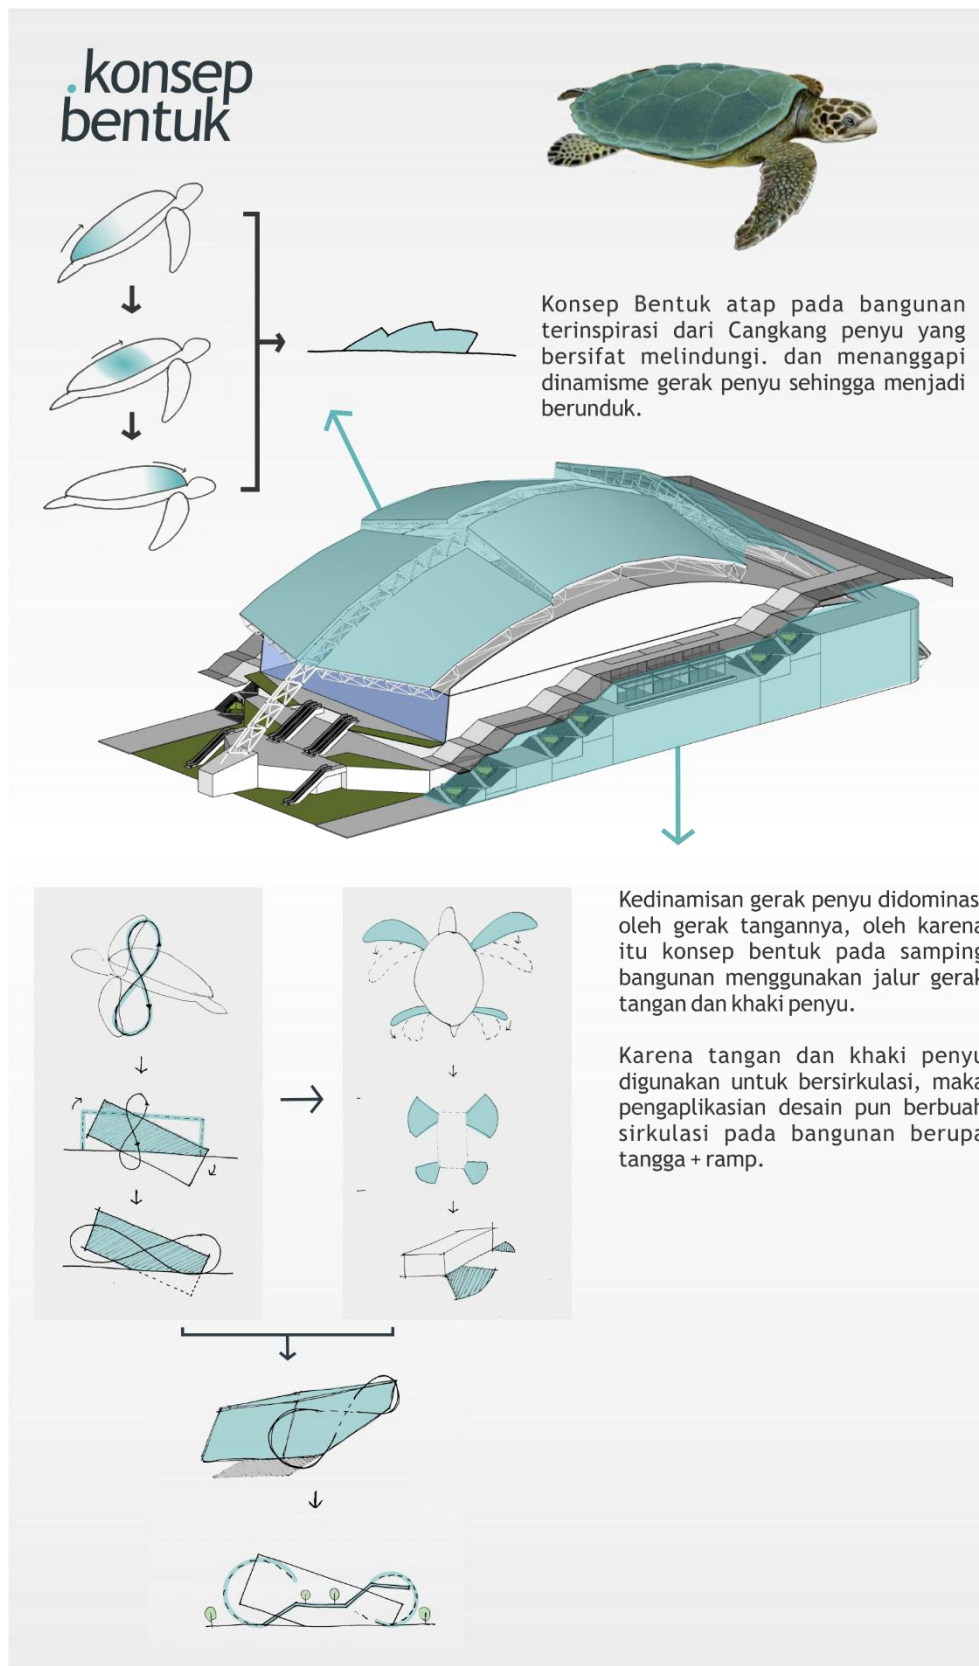 .konsep
bentuk
Konsep Bentuk atap pada bangunan
terinspirasi dari Cangkang penyu yang
bersifat melindungi. dan menanggapi
dinamisme gerak penyu sehingga menjadi
berunduk.
Kedinamisan gerak penyu didominas
oleh gerak tangannya, oleh karena
itu konsep bentuk pada samping
bangunan menggunakan jalur gerak
tangan dan khaki penyu.
Karena tangan dan khaki penyu
digunakan untuk bersirkulasi, maka
pengaplikasian desain pun berbuah
sirkulasi pada bangunan berupa
tangga + ramp.